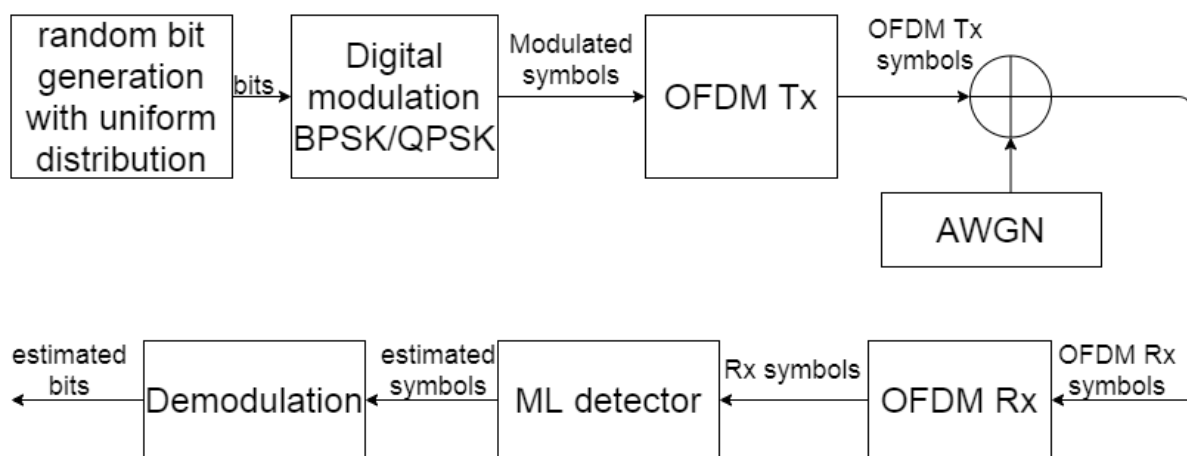 random bit
generation
with uniform
distribution
bits
Digital
modulation
BPSK/QPSK
Modulated
symbols
OFDM Tx
OFDM Tx
symbols
AWGN
estimated
bits
Demodulation
estimated
symbols
ML detector
Rx symbols
OFDM Rx
OFDM Rx
symbols